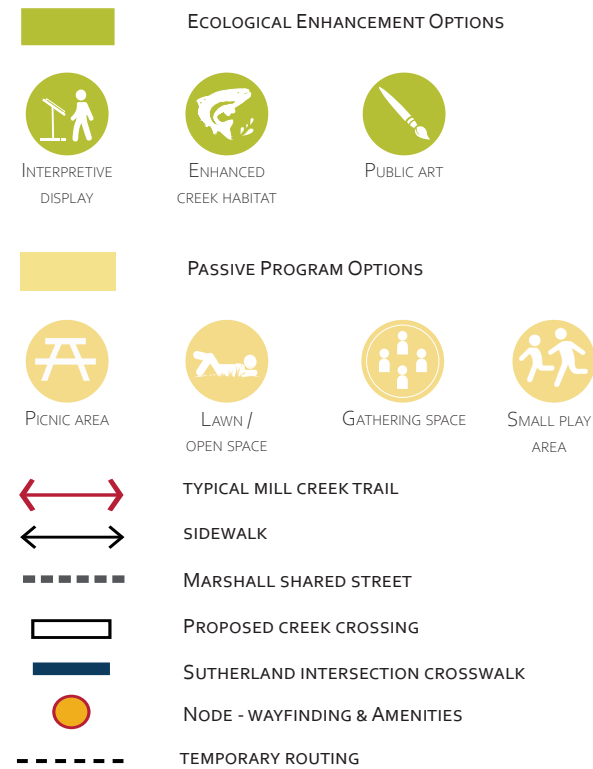 Ecological Enhancement Options
Interpretive display
Enhanced creek habitat
Public art
Passive Program Options
Picnic area
Lawn / open space
Gathering space
Small play area
typical mill creek trail
sidewalk
Marshall shared street
Proposed creek crossing
Sutherland intersection crosswalk
Node - wayfinding & Amenities
temporary routing